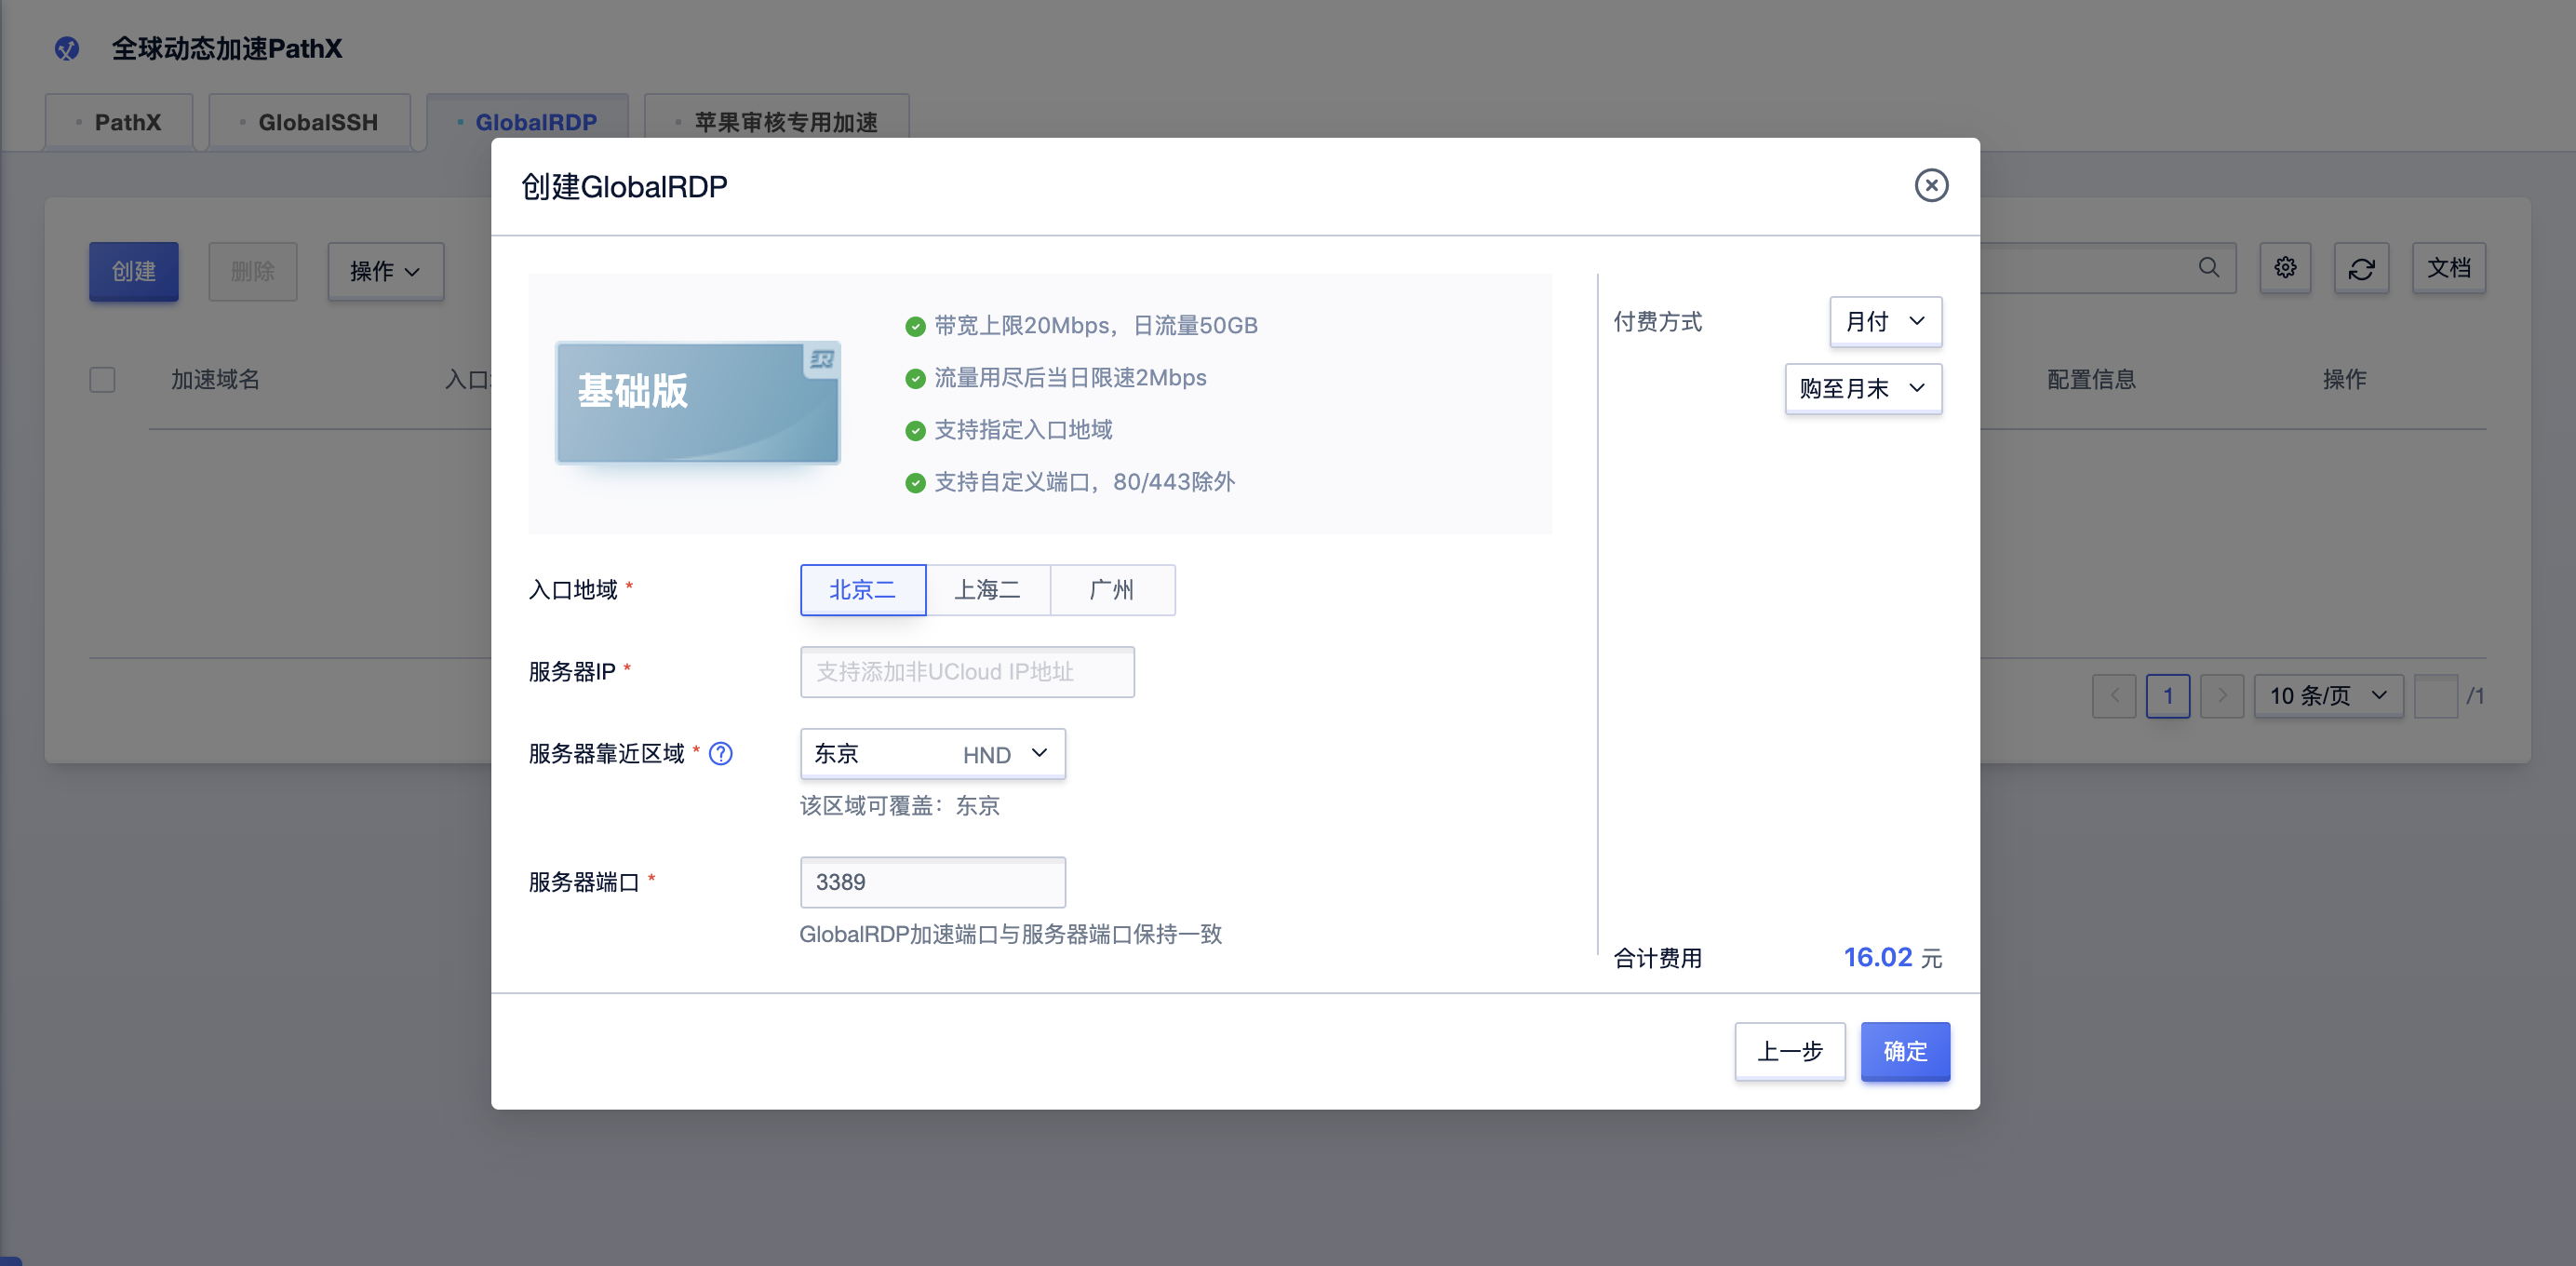 全球动态加速PathX
PathX
GlobalSSH
GlobalRDP
苹果审核专用加速
创建GlobalRDP
创建
删除
操作
文档
加速域名
入口
配置信息
操作
基础版
带宽上限20Mbps，日流量50GB
流量用尽后当日限速2Mbps
支持指定入口地域
支持自定义端口，80/443除外
付费方式
月付
购至月末
入口地域 *
北京二
上海二
广州
服务器IP *
支持添加非UCloud IP地址
服务器靠近区域 *
东京 HND
该区域可覆盖：东京
服务器端口 *
3389
GlobalRDP加速端口与服务器端口保持一致
合计费用
16.02 元
1
10 条/页
/1
上一步
确定